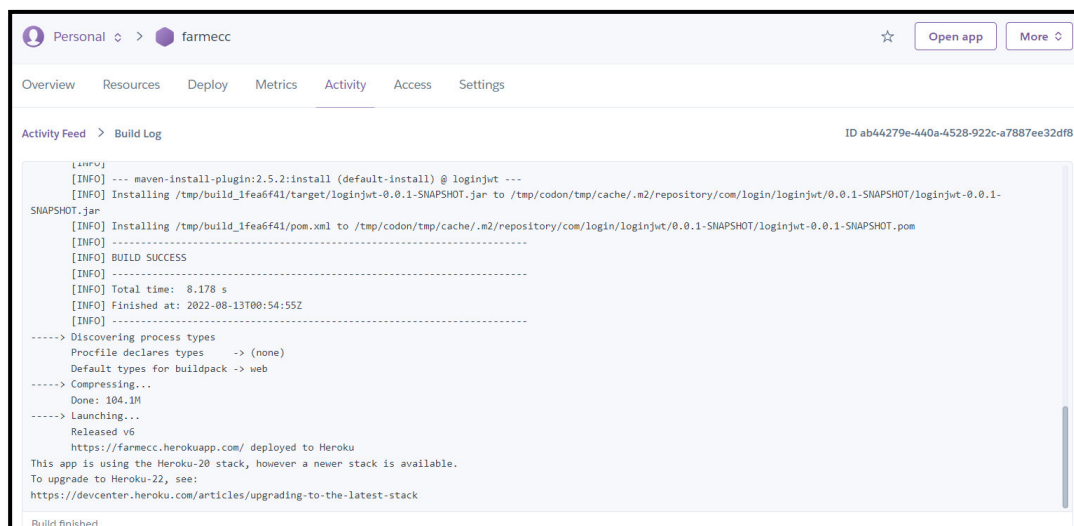 Personal > farmecc
Open app
More
Overview Resources Deploy Metrics Activity Access Settings
Activity Feed > Build Log
ID ab44279e-440a-4528-922c-a7887ee32df8
[INFO]
[INFO] --- maven-install-plugin:2.5.2:install (default-install) @ loginjwt ---
[INFO] Installing /tmp/build_1fea6f41/target/loginjwt-0.0.1-SNAPSHOT.jar to /tmp/codon/tmp/cache/.m2/repository/com/login/loginjwt/0.0.1-SNAPSHOT/loginjwt-0.0.1-
SNAPSHOT.jar
[INFO] Installing /tmp/build_1fea6f41/pom.xml to /tmp/codon/tmp/cache/.m2/repository/com/login/loginjwt/0.0.1-SNAPSHOT/loginjwt-0.0.1-SNAPSHOT.pom
[INFO] ------------------------------------------------------------------------
[INFO] BUILD SUCCESS
[INFO] ------------------------------------------------------------------------
[INFO] Total time:  8.178 s
[INFO] Finished at: 2022-08-13T00:54:55Z
[INFO] ------------------------------------------------------------------------
-----> Discovering process types
Procfile declares types     -> (none)
Default types for buildpack -> web
-----> Compressing...
Done: 104.1M
-----> Launching...
Released v6
https://farmecc.herokuapp.com/ deployed to Heroku
This app is using the Heroku-20 stack, however a newer stack is available.
To upgrade to Heroku-22, see:
https://devcenter.heroku.com/articles/upgrading-to-the-latest-stack
Build finished